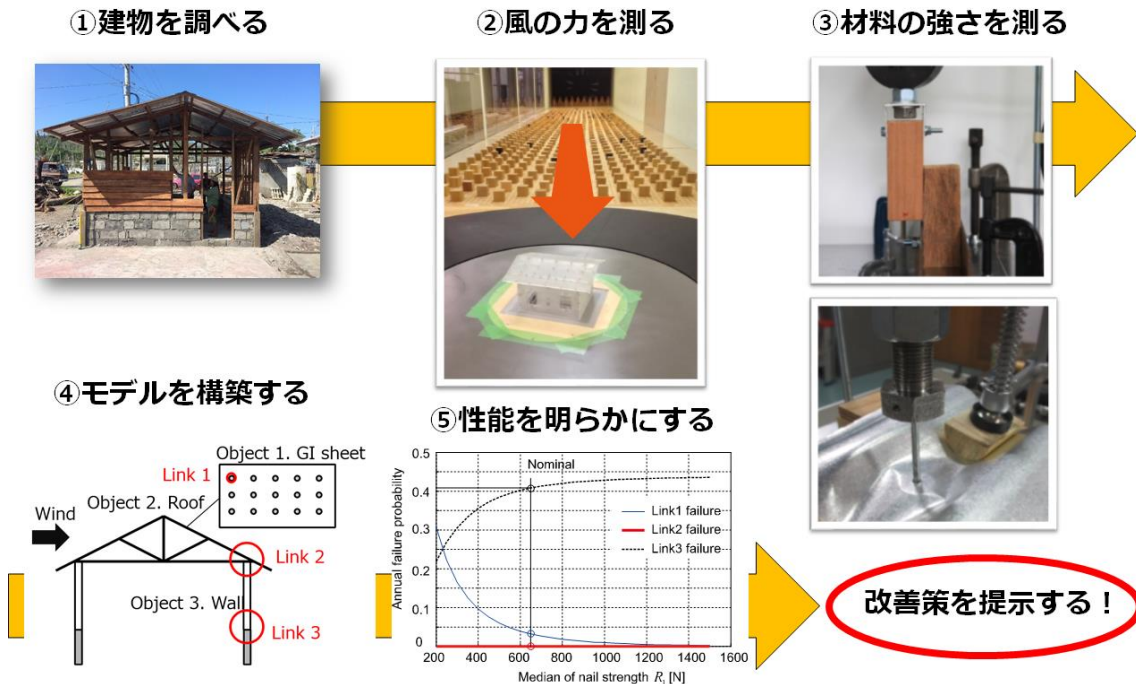 ①建物を調べる
②風の力を測る
③材料の強さを測る
④モデルを構築する
Object 1. GI sheet
Link 1
Object 2. Roof
Wind
Link 2
Object 3. Wall
Link 3
⑤性能を明らかにする
Annual failure probability
0.5
0.4
0.3
0.2
0.1
0
Nominal
Link1 failure
Link2 failure
Link3 failure
200 400 600 800 1000 1200 1400 1600
Median of nail strength R₁ [N]
改善策を提示する！